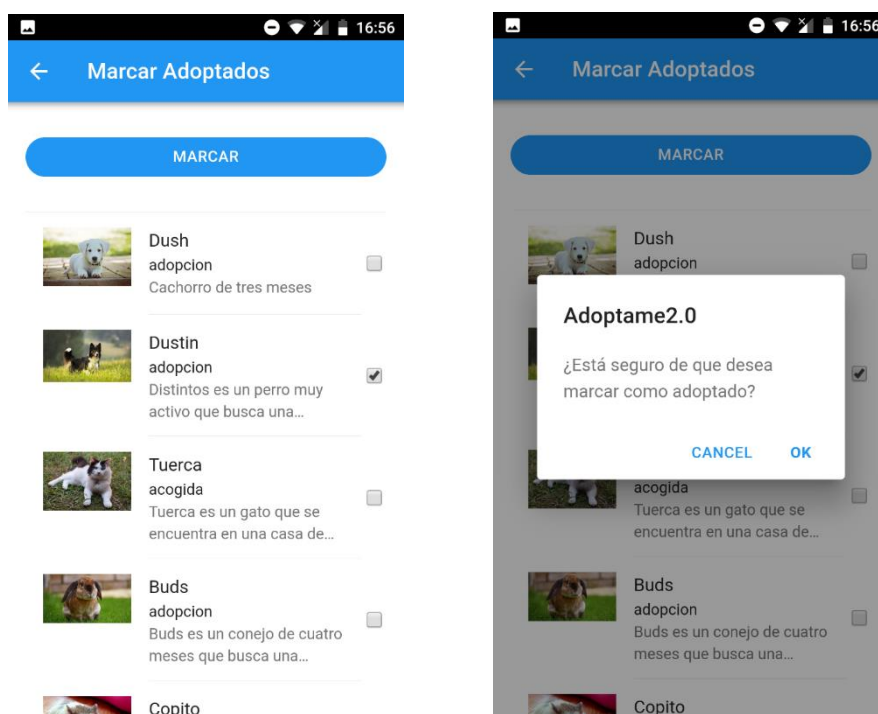 16:56
Marcar Adoptados
MARCAR
Dush
adopcion
Cachorro de tres meses
Dustin
adopcion
Distintos es un perro muy
activo que busca una...
Tuerca
acogida
Tuerca es un gato que se
encuentra en una casa de...
Buds
adopcion
Buds es un conejo de cuatro
meses que busca una...
Copito
16:56
Marcar Adoptados
MARCAR
Dush
adopcion
Adoptame2.0
¿Está seguro de que desea
marcar como adoptado?
CANCEL OK
acogida
Tuerca es un gato que se
encuentra en una casa de...
Buds
adopcion
Buds es un conejo de cuatro
meses que busca una...
Copito